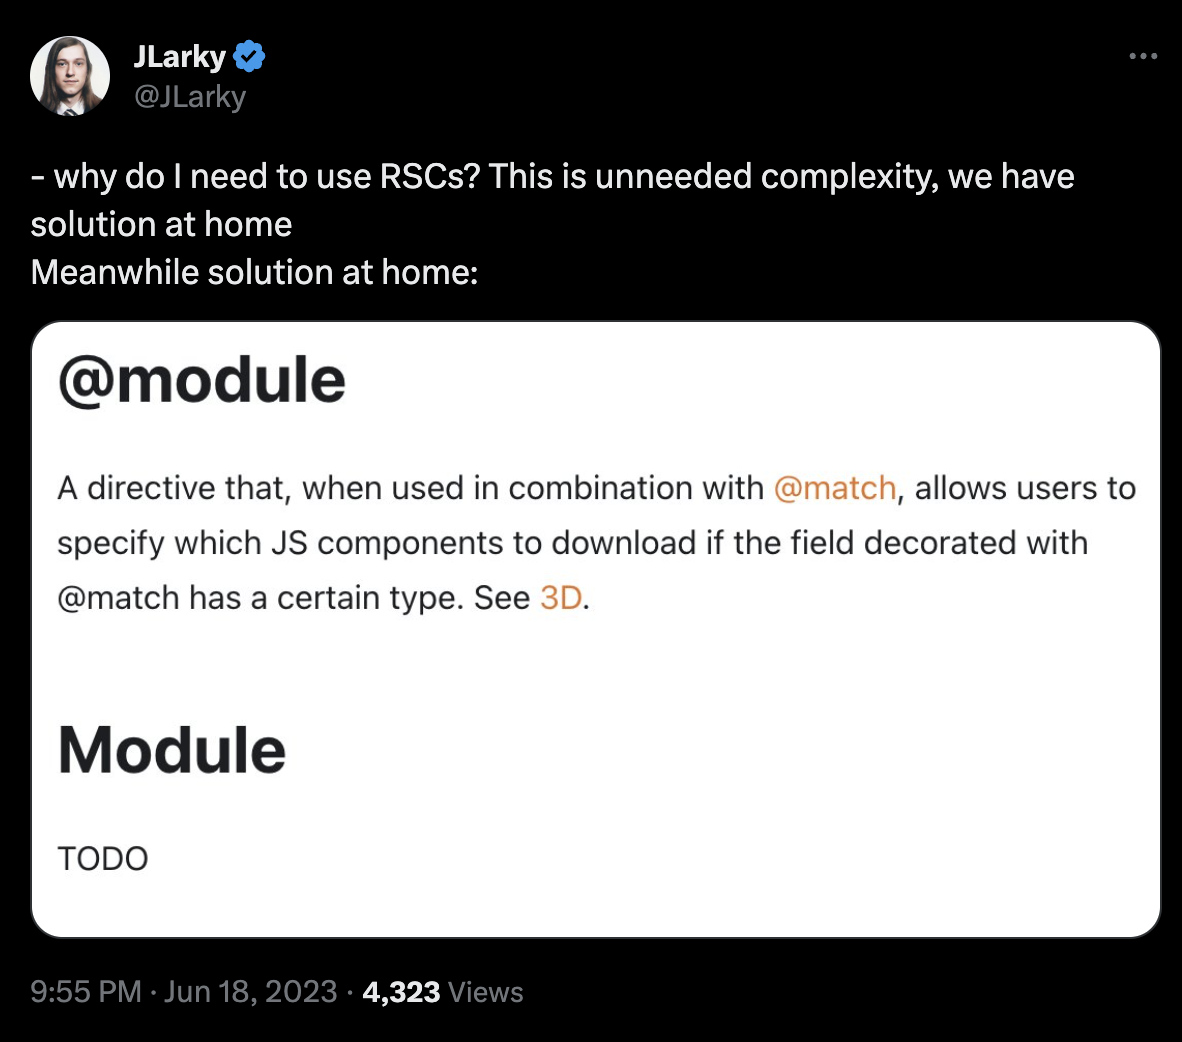 JLarky
@JLarky
- why do I need to use RSCs? This is unneeded complexity, we have
solution at home
Meanwhile solution at home:
@module
A directive that, when used in combination with @match, allows users to
specify which JS components to download if the field decorated with
@match has a certain type. See 3D.
Module
TODO
9:55 PM · Jun 18, 2023 · 4,323 Views